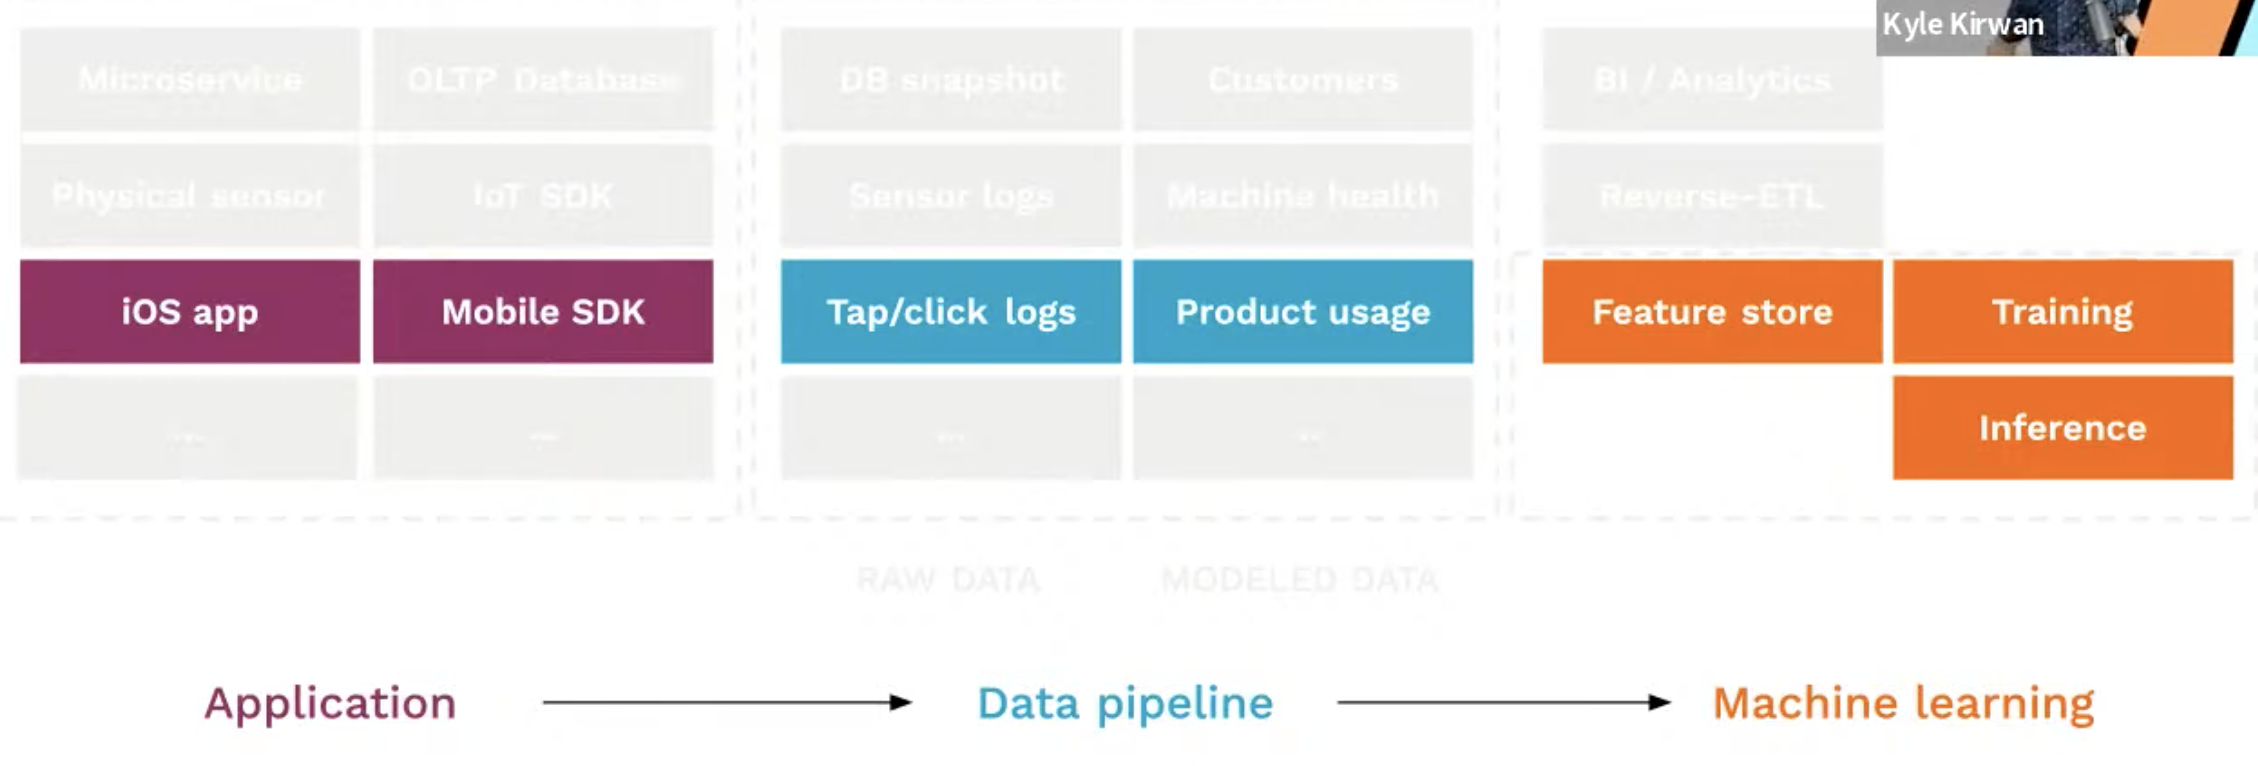 Kyle Kirwan
Microservice OLTP Database DB snapshot Customers BI / Analytics
Physical sensor IoT SDK Sensor logs Machine health Reverse-ETL
iOS app Mobile SDK Tap/click logs Product usage Feature store Training
... ... ... ... Inference
RAW DATA MODELED DATA
Application Data pipeline Machine learning